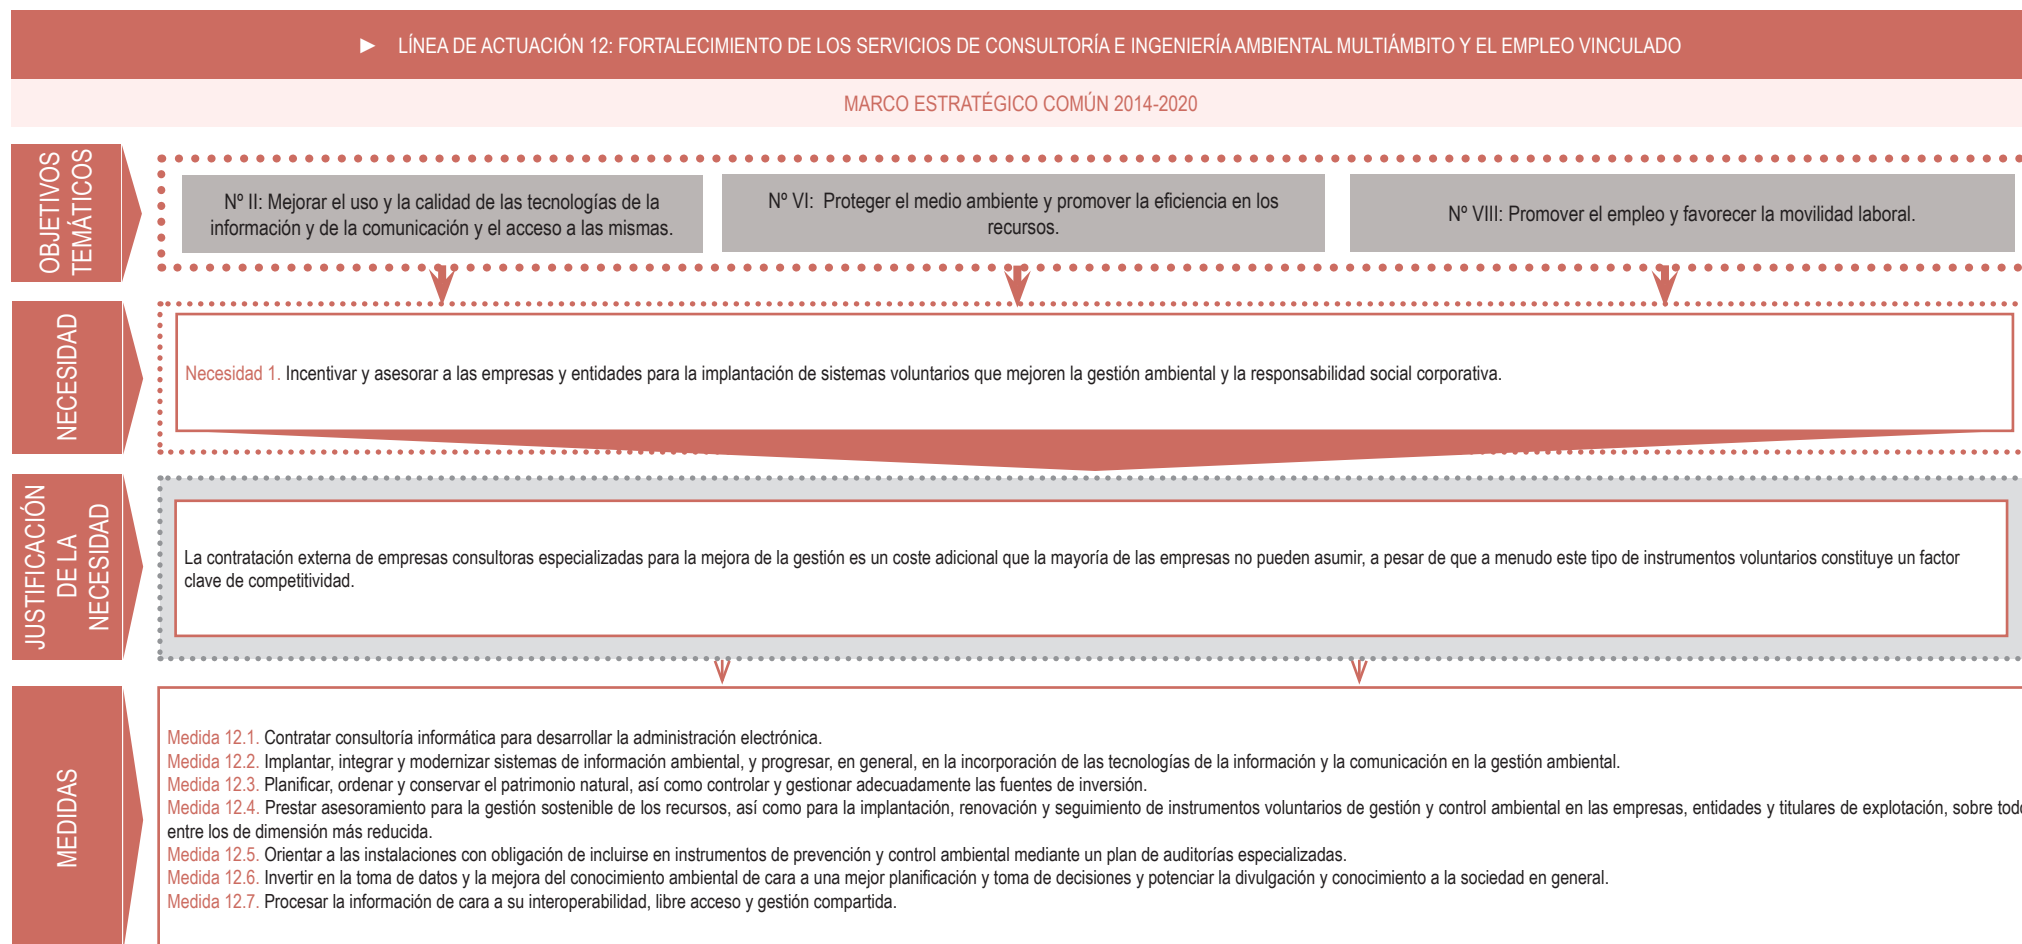 ► LÍNEA DE ACTUACIÓN 12: FORTALECIMIENTO DE LOS SERVICIOS DE CONSULTORÍA E INGENIERÍA AMBIENTAL MULTIÁMBITO Y EL EMPLEO VINCULADO
MARCO ESTRATÉGICO COMÚN 2014-2020
OBJETIVOS
TEMÁTICOS
Nº II: Mejorar el uso y la calidad de las tecnologías de la
información y de la comunicación y el acceso a las mismas.
Nº VI: Proteger el medio ambiente y promover la eficiencia en los
recursos.
Nº VIII: Promover el empleo y favorecer la movilidad laboral.
NECESIDAD
Necesidad 1. Incentivar y asesorar a las empresas y entidades para la implantación de sistemas voluntarios que mejoren la gestión ambiental y la responsabilidad social corporativa.
JUSTIFICACIÓN
DE LA
NECESIDAD
La contratación externa de empresas consultoras especializadas para la mejora de la gestión es un coste adicional que la mayoría de las empresas no pueden asumir, a pesar de que a menudo este tipo de instrumentos voluntarios constituye un factor
clave de competitividad.
MEDIDAS
Medida 12.1. Contratar consultoría informática para desarrollar la administración electrónica.
Medida 12.2. Implantar, integrar y modernizar sistemas de información ambiental, y progresar, en general, en la incorporación de las tecnologías de la información y la comunicación en la gestión ambiental.
Medida 12.3. Planificar, ordenar y conservar el patrimonio natural, así como controlar y gestionar adecuadamente las fuentes de inversión.
Medida 12.4. Prestar asesoramiento para la gestión sostenible de los recursos, así como para la implantación, renovación y seguimiento de instrumentos voluntarios de gestión y control ambiental en las empresas, entidades y titulares de explotación, sobre todo
entre los de dimensión más reducida.
Medida 12.5. Orientar a las instalaciones con obligación de incluirse en instrumentos de prevención y control ambiental mediante un plan de auditorías especializadas.
Medida 12.6. Invertir en la toma de datos y la mejora del conocimiento ambiental de cara a una mejor planificación y toma de decisiones y potenciar la divulgación y conocimiento a la sociedad en general.
Medida 12.7. Procesar la información de cara a su interoperabilidad, libre acceso y gestión compartida.